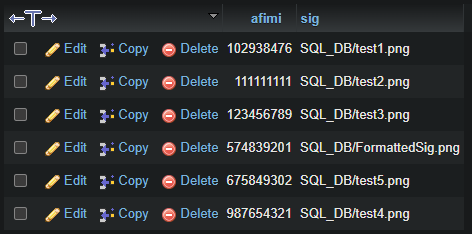 afimi sig
Edit Copy Delete 102938476 SQL_DB/test1.png
Edit Copy Delete 111111111 SQL_DB/test2.png
Edit Copy Delete 123456789 SQL_DB/test3.png
Edit Copy Delete 574839201 SQL_DB/FormattedSig.png
Edit Copy Delete 675849302 SQL_DB/test5.png
Edit Copy Delete 987654321 SQL_DB/test4.png